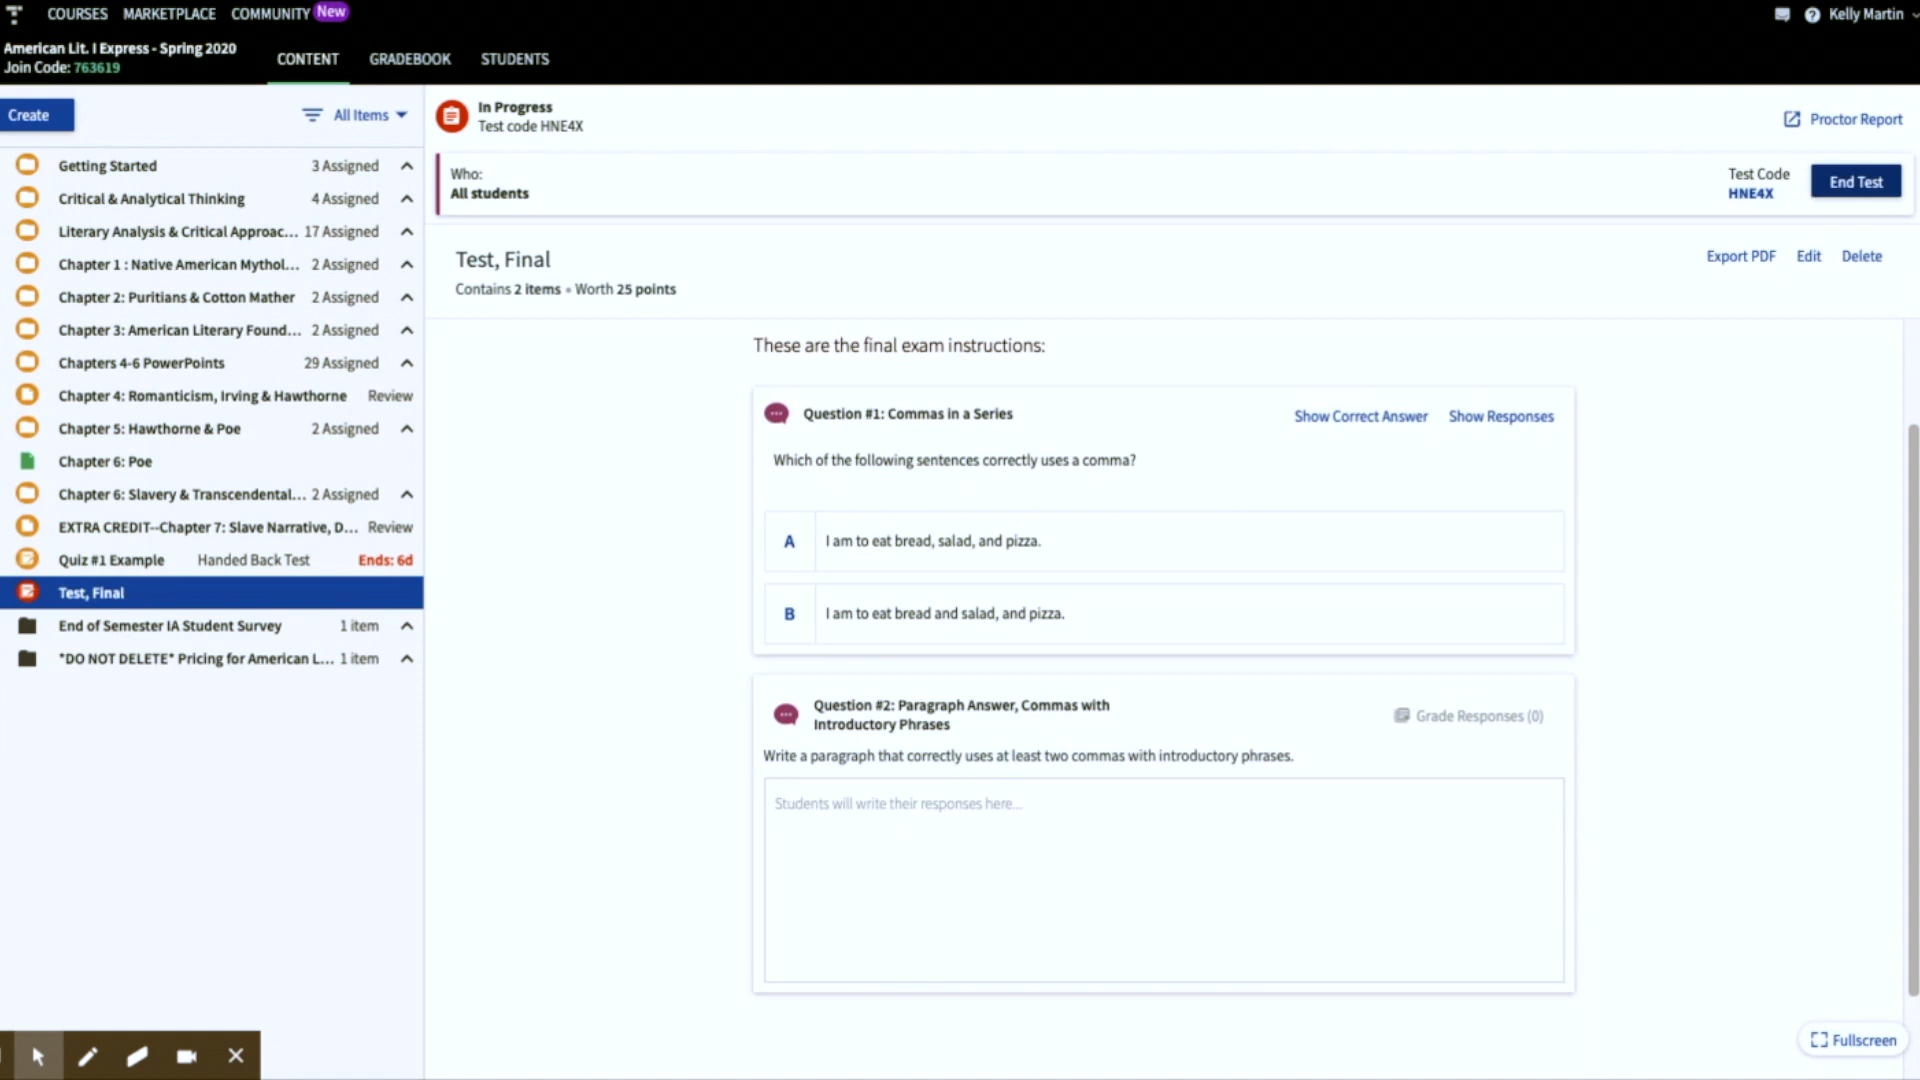 COURSES MARKETPLACE COMMUNITY New
Kelly Martin
American Lit. I Express - Spring 2020
Join Code: 763619
CONTENT GRADEBOOK STUDENTS
Create
All Items
Getting Started 3 Assigned
Critical & Analytical Thinking 4 Assigned
Literary Analysis & Critical Approac... 17 Assigned
Chapter 1 : Native American Mythol... 2 Assigned
Chapter 2: Puritians & Cotton Mather 2 Assigned
Chapter 3: American Literary Found... 2 Assigned
Chapters 4-6 PowerPoints 29 Assigned
Chapter 4: Romanticism, Irving & Hawthorne Review
Chapter 5: Hawthorne & Poe 2 Assigned
Chapter 6: Poe
Chapter 6: Slavery & Transcendental... 2 Assigned
EXTRA CREDIT--Chapter 7: Slave Narrative, D... Review
Quiz #1 Example Handed Back Test Ends: 6d
Test, Final
End of Semester IA Student Survey 1 item
*DO NOT DELETE* Pricing for American L... 1 item
In Progress
Test code HNE4X
Proctor Report
Who:
All students
Test Code
HNE4X
End Test
Test, Final
Contains 2 items • Worth 25 points
Export PDF Edit Delete
These are the final exam instructions:
Question #1: Commas in a Series
Show Correct Answer Show Responses
Which of the following sentences correctly uses a comma?
A I am to eat bread, salad, and pizza.
B I am to eat bread and salad, and pizza.
Question #2: Paragraph Answer, Commas with
Introductory Phrases
Grade Responses (0)
Write a paragraph that correctly uses at least two commas with introductory phrases.
Students will write their responses here...
Fullscreen